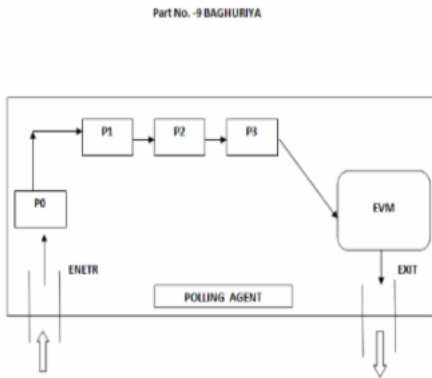 Part No. -9 BAGHURIYA
P1
P2
P3
P0
EVM
ENETR
EXIT
POLLING AGENT